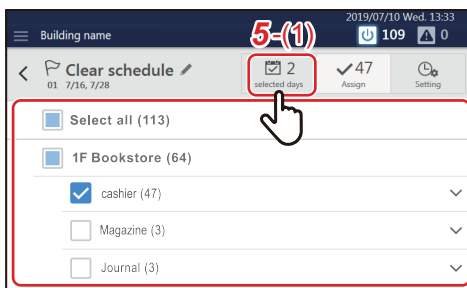 2019/07/10 Wed. 13:33
Building name
5-(1)
109
0
Clear schedule
01 7/16, 7/28
2
selected days
47
Assign
Setting
Select all (113)
1F Bookstore (64)
cashier (47)
Magazine (3)
Journal (3)